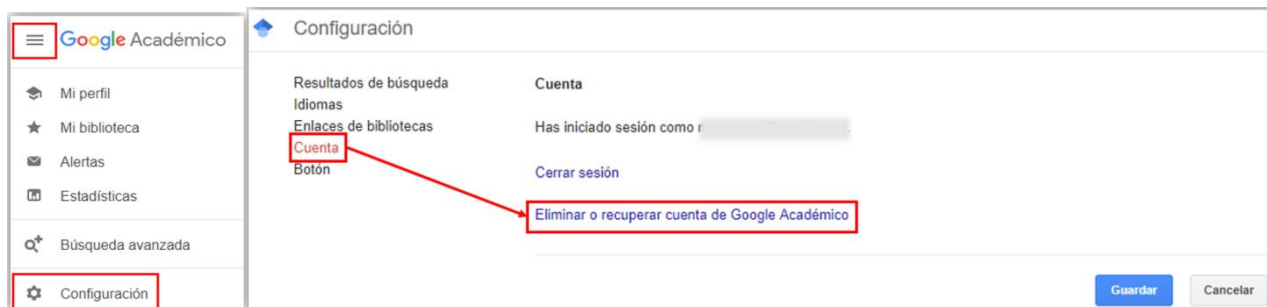 Google Académico
Mi perfil
Mi biblioteca
Alertas
Estadísticas
Búsqueda avanzada
Configuración
Configuración
Resultados de búsqueda
Idiomas
Enlaces de bibliotecas
Cuenta
Botón
Cuenta
Has iniciado sesión como
Cerrar sesión
Eliminar o recuperar cuenta de Google Académico
Guardar
Cancelar